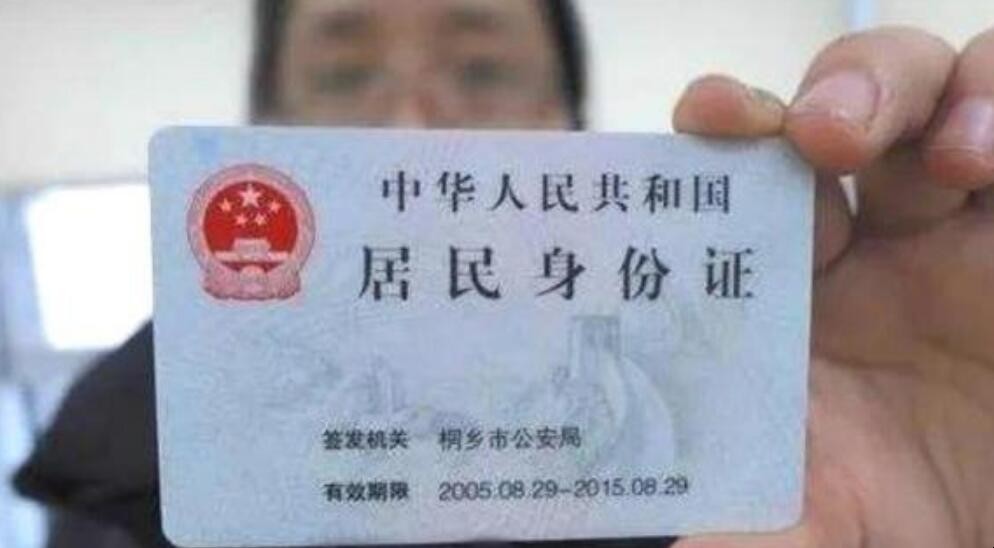 中华人民共和国
居民身份证
签发机关 桐乡市公安局
有效期限 2005.08.29-2015.08.29